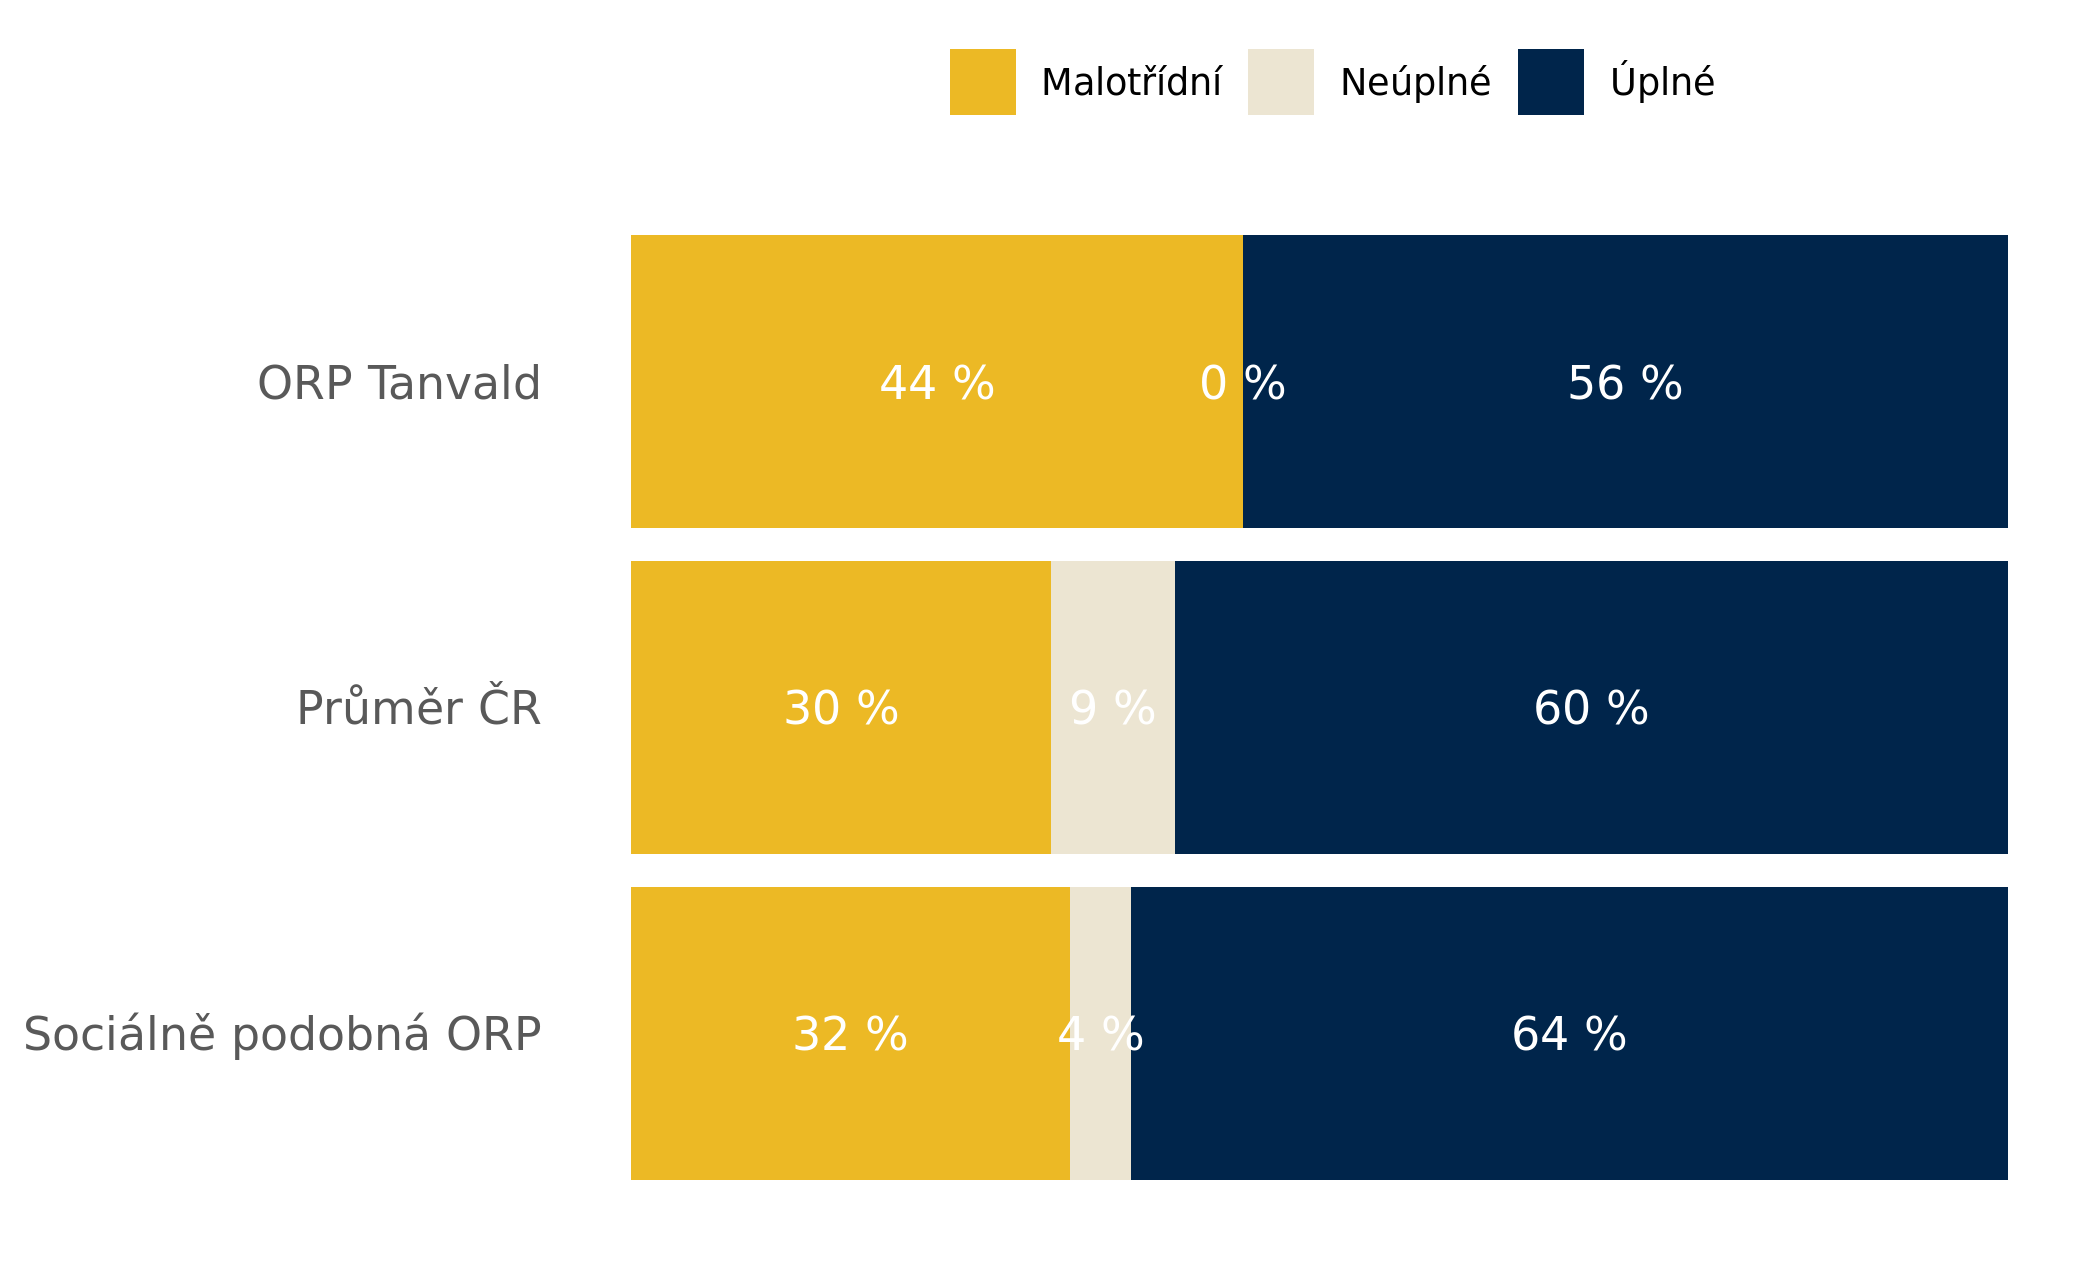 Malotřídní Neúplné Úplné
ORP Tanvald 44 % 0 % 56 %
Průměr ČR 30 % 9 % 60 %
Sociálně podobná ORP 32 % 4 % 64 %